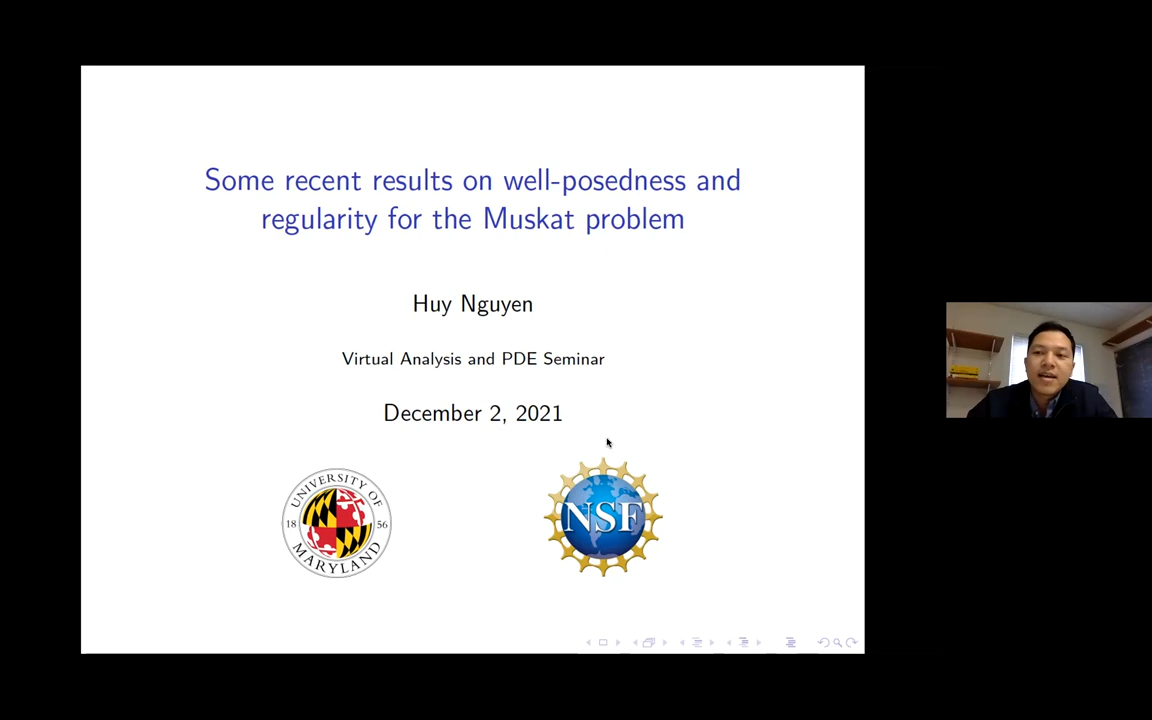 Some recent results on well-posedness and
regularity for the Muskat problem
Huy Nguyen
Virtual Analysis and PDE Seminar
December 2, 2021
UNIVERSITY OF
18 56
MARYLAND
NSF